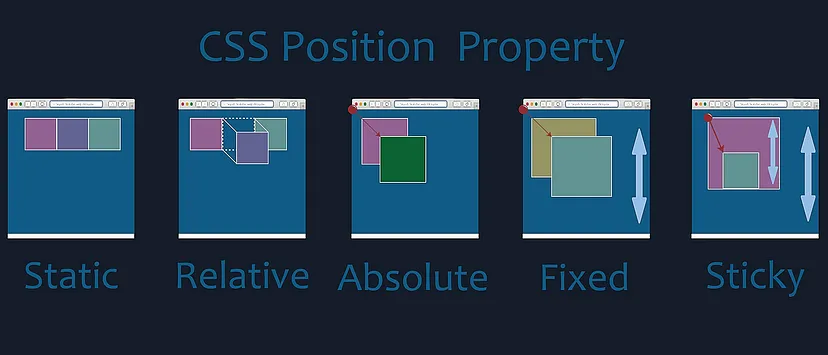 CSS Position Property
Static
Relative
Absolute
Fixed
Sticky